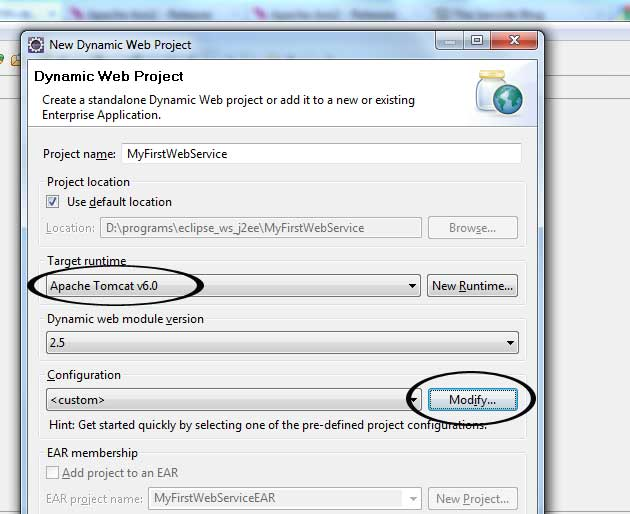 Apache Axis2 - Releases
New Dynamic Web Project
Dynamic Web Project
Create a standalone Dynamic Web project or add it to a new or existing
Enterprise Application.
Project name: MyFirstWebService
Project location
Use default location
Location: D:\programs\eclipse_ws_j2ee\MyFirstWebService Browse...
Target runtime
Apache Tomcat v6.0 New Runtime...
Dynamic web module version
2.5
Configuration
<custom> Modify...
Hint: Get started quickly by selecting one of the pre-defined project configurations.
EAR membership
Add project to an EAR
EAR project name: MyFirstWebServiceEAR New Project...